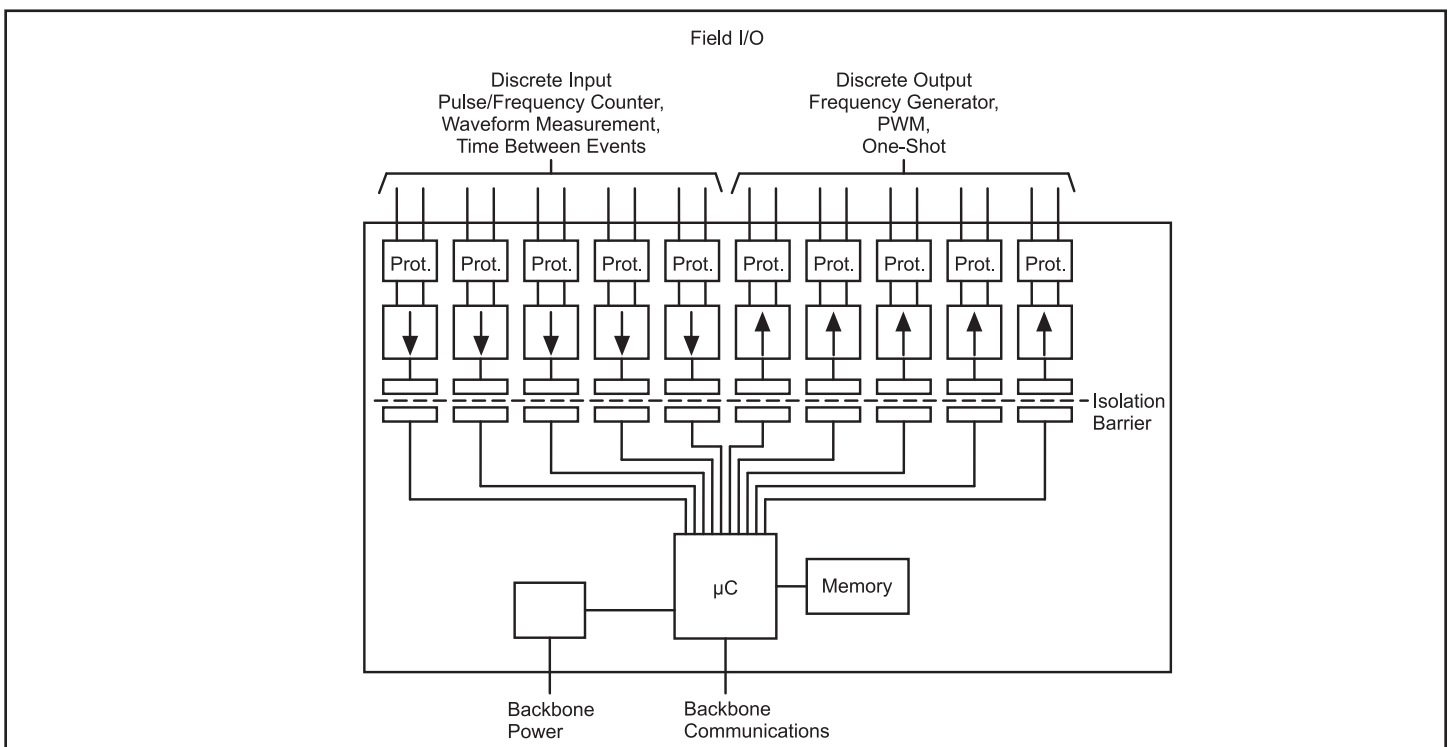 Field I/O
Discrete Input
Pulse/Frequency Counter,
Waveform Measurement,
Time Between Events
Discrete Output
Frequency Generator,
PWM,
One-Shot
Prot. Prot. Prot. Prot. Prot. Prot. Prot. Prot. Prot. Prot.
Isolation
Barrier
µC
Memory
Backbone
Power
Backbone
Communications